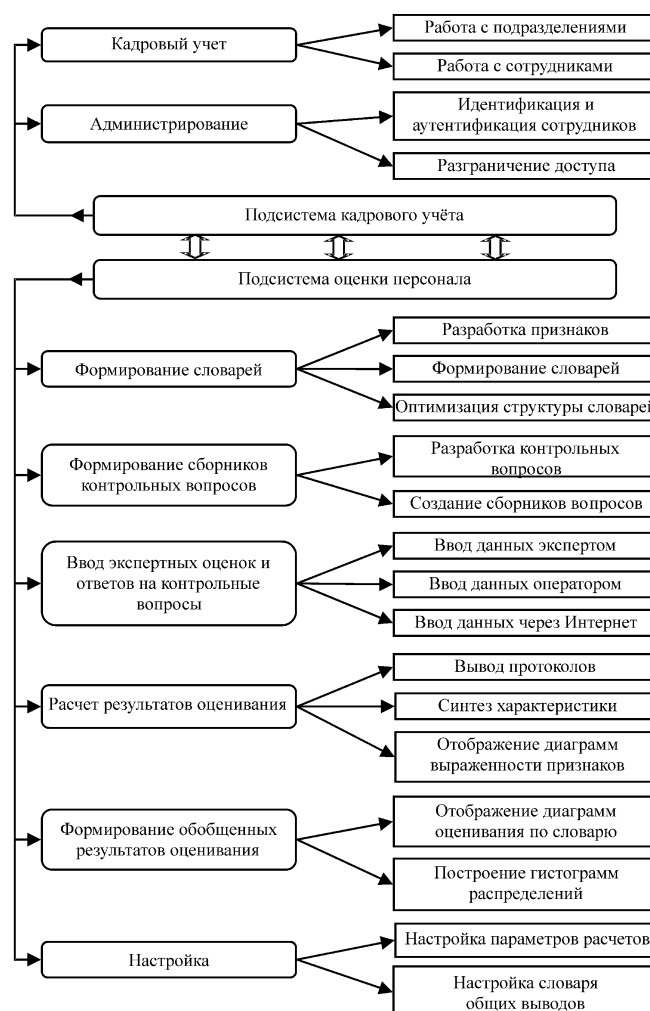 Кадровый учет
Работа с подразделениями
Работа с сотрудниками
Администрирование
Идентификация и
аутентификация сотрудников
Разграничение доступа
Подсистема кадрового учёта
Подсистема оценки персонала
Формирование словарей
Разработка признаков
Формирование словарей
Оптимизация структуры словарей
Формирование сборников
контрольных вопросов
Разработка контрольных
вопросов
Создание сборников вопросов
Ввод экспертных оценок и
ответов на контрольные
вопросы
Ввод данных экспертом
Ввод данных оператором
Ввод данных через Интернет
Расчет результатов оценивания
Вывод протоколов
Синтез характеристики
Отображение диаграмм
выраженности признаков
Формирование обобщенных
результатов оценивания
Отображение диаграмм
оценивания по словарю
Построение гистограмм
распределений
Настройка
Настройка параметров расчетов
Настройка словаря
общих выводов